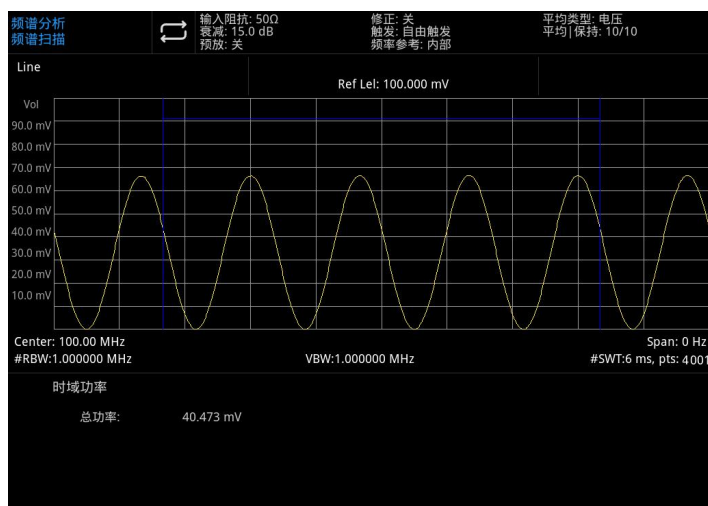 频谱分析
频谱扫描
输入阻抗: 50Ω
衰减: 15.0 dB
预放: 关
修正: 关
触发: 自由触发
频率参考: 内部
平均类型: 电压
平均|保持: 10/10
Line
Ref Lel: 100.000 mV
Vol
90.0 mV
80.0 mV
70.0 mV
60.0 mV
50.0 mV
40.0 mV
30.0 mV
20.0 mV
10.0 mV
Center: 100.00 MHz
Span: 0 Hz
#RBW:1.000000 MHz
VBW:1.000000 MHz
#SWT:6 ms, pts: 4001
时域功率
总功率:
40.473 mV